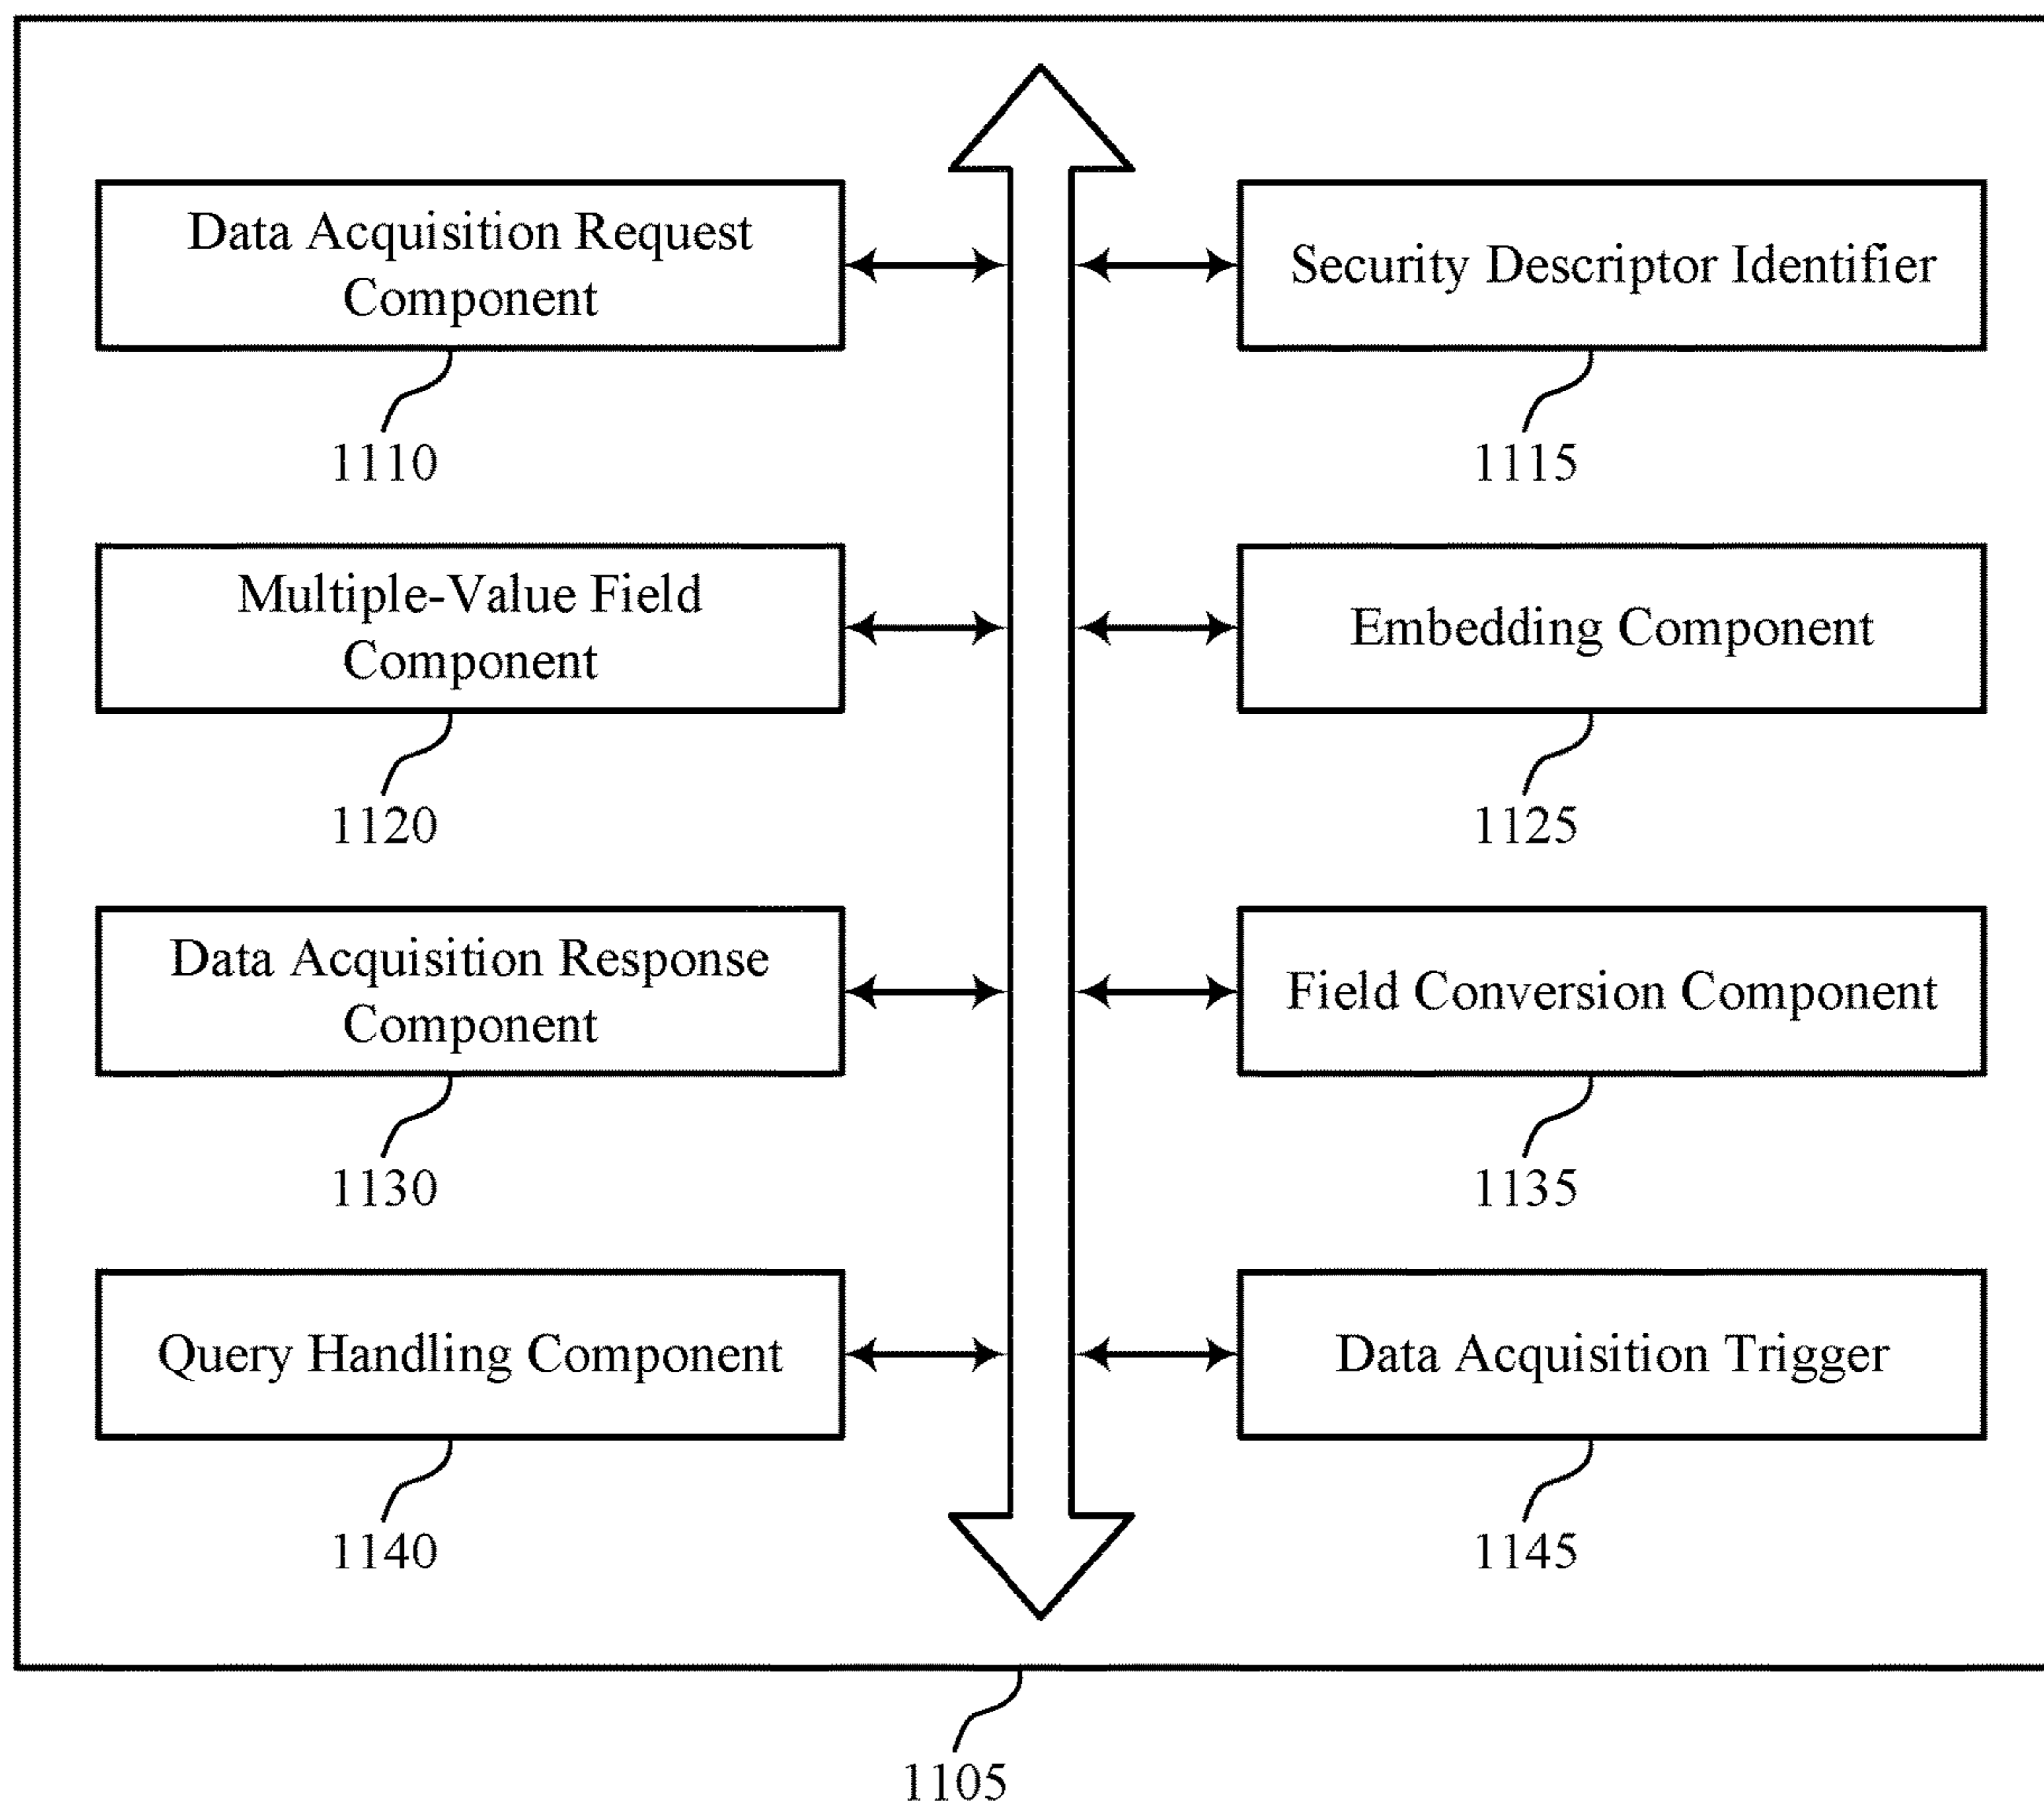 Data Acquisition Request
Component
1110
Security Descriptor Identifier
1115
Multiple-Value Field
Component
1120
Embedding Component
1125
Data Acquisition Response
Component
1130
Field Conversion Component
1135
Query Handling Component
1140
Data Acquisition Trigger
1145
1105